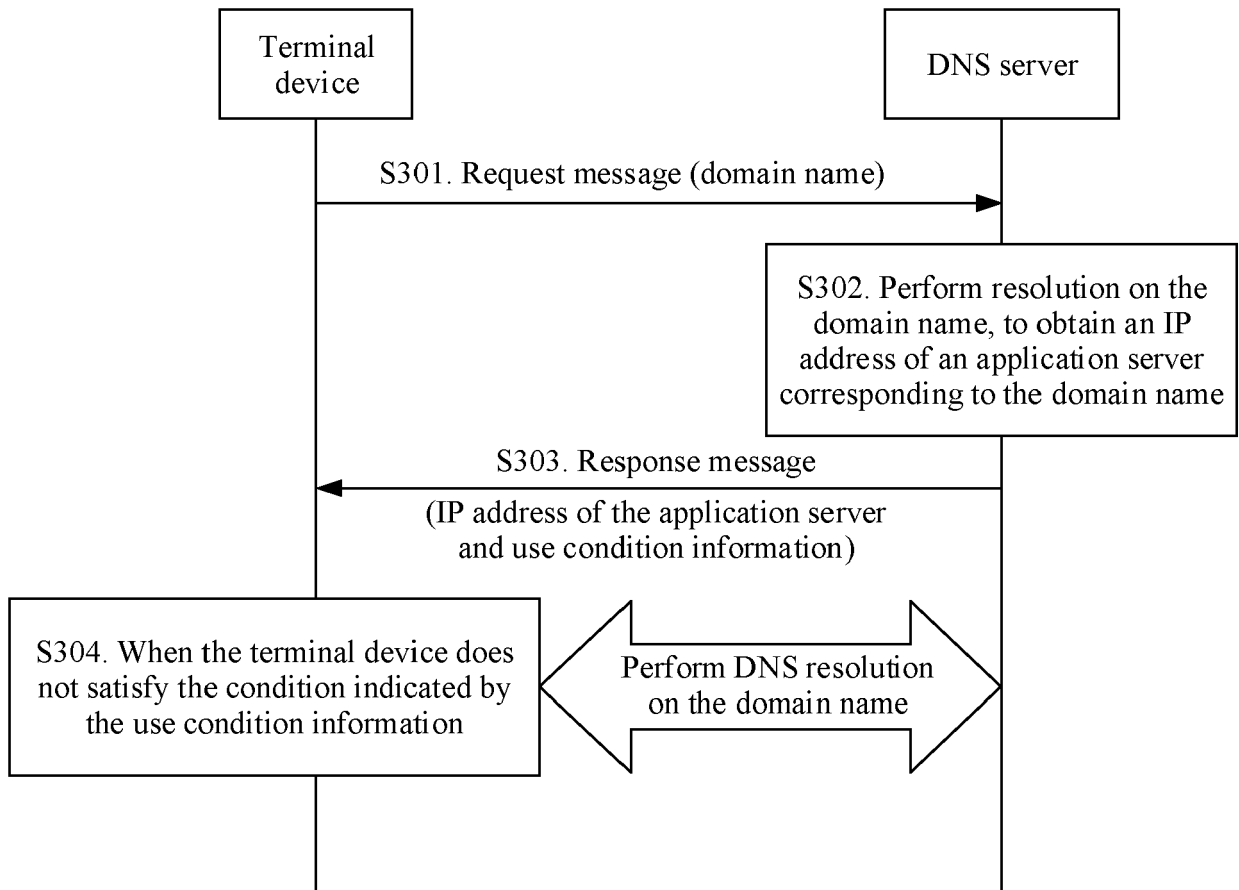 Terminal
device
DNS server
S301. Request message (domain name)
S302. Perform resolution on the
domain name, to obtain an IP
address of an application server
corresponding to the domain name
S303. Response message
(IP address of the application server
and use condition information)
S304. When the terminal device does
not satisfy the condition indicated by
the use condition information
Perform DNS resolution
on the domain name